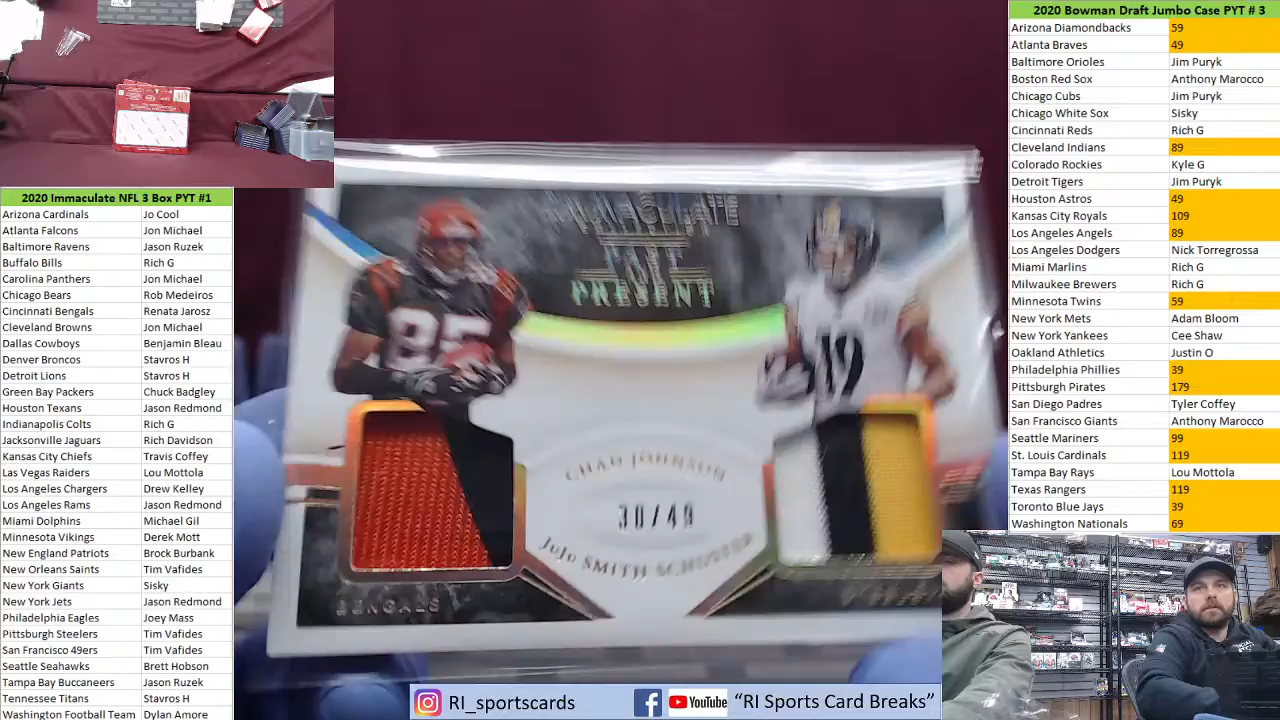 2020 Immaculate NFL 3 Box PYT #1
Arizona Cardinals Jo Cool
Atlanta Falcons Jon Michael
Baltimore Ravens Jason Ruzek
Buffalo Bills Rich G
Carolina Panthers Jon Michael
Chicago Bears Rob Medeiros
Cincinnati Bengals Renata Jarosz
Cleveland Browns Jon Michael
Dallas Cowboys Benjamin Bleau
Denver Broncos Stavros H
Detroit Lions Stavros H
Green Bay Packers Chuck Badgley
Houston Texans Jason Redmond
Indianapolis Colts Rich G
Jacksonville Jaguars Rich Davidson
Kansas City Chiefs Travis Coffey
Las Vegas Raiders Lou Mottola
Los Angeles Chargers Drew Kelley
Los Angeles Rams Jason Redmond
Miami Dolphins Michael Gil
Minnesota Vikings Derek Mott
New England Patriots Brock Burbank
New Orleans Saints Tim Vafides
New York Giants Sisky
New York Jets Jason Redmond
Philadelphia Eagles Joey Mass
Pittsburgh Steelers Tim Vafides
San Francisco 49ers Tim Vafides
Seattle Seahawks Brett Hobson
Tampa Bay Buccaneers Jason Ruzek
Tennessee Titans Stavros H
Washington Football Team Dylan Amore
IMMACULATE
PAST
PRESENT
85
19
CHAD JOHNSON
30/49
JUJU SMITH-SCHUSTER
BENGALS
RI_sportscards
YouTube
"RI Sports Card Breaks"
2020 Bowman Draft Jumbo Case PYT # 3
Arizona Diamondbacks 59
Atlanta Braves 49
Baltimore Orioles Jim Puryk
Boston Red Sox Anthony Marocco
Chicago Cubs Jim Puryk
Chicago White Sox Sisky
Cincinnati Reds Rich G
Cleveland Indians 89
Colorado Rockies Kyle G
Detroit Tigers Jim Puryk
Houston Astros 49
Kansas City Royals 109
Los Angeles Angels 89
Los Angeles Dodgers Nick Torregrossa
Miami Marlins Rich G
Milwaukee Brewers Rich G
Minnesota Twins 59
New York Mets Adam Bloom
New York Yankees Cee Shaw
Oakland Athletics Justin O
Philadelphia Phillies 39
Pittsburgh Pirates 179
San Diego Padres Tyler Coffey
San Francisco Giants Anthony Marocco
Seattle Mariners 99
St. Louis Cardinals 119
Tampa Bay Rays Lou Mottola
Texas Rangers 119
Toronto Blue Jays 39
Washington Nationals 69